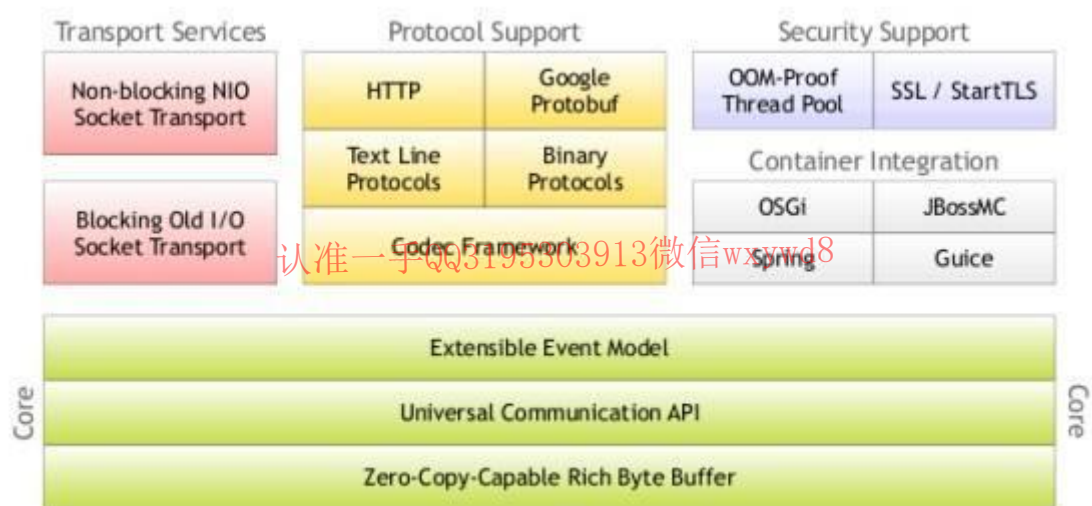 Transport Services
Non-blocking NIO
Socket Transport
Blocking Old I/O
Socket Transport
Protocol Support
HTTP
Google
Protobuf
Text Line
Protocols
Binary
Protocols
Codec Framework
Security Support
OOM-Proof
Thread Pool
SSL / StartTLS
Container Integration
OSGi
JBossMC
Spring
Guice
认准一手QQ3195303913微信wxywd8
Core
Extensible Event Model
Universal Communication API
Zero-Copy-Capable Rich Byte Buffer
Core